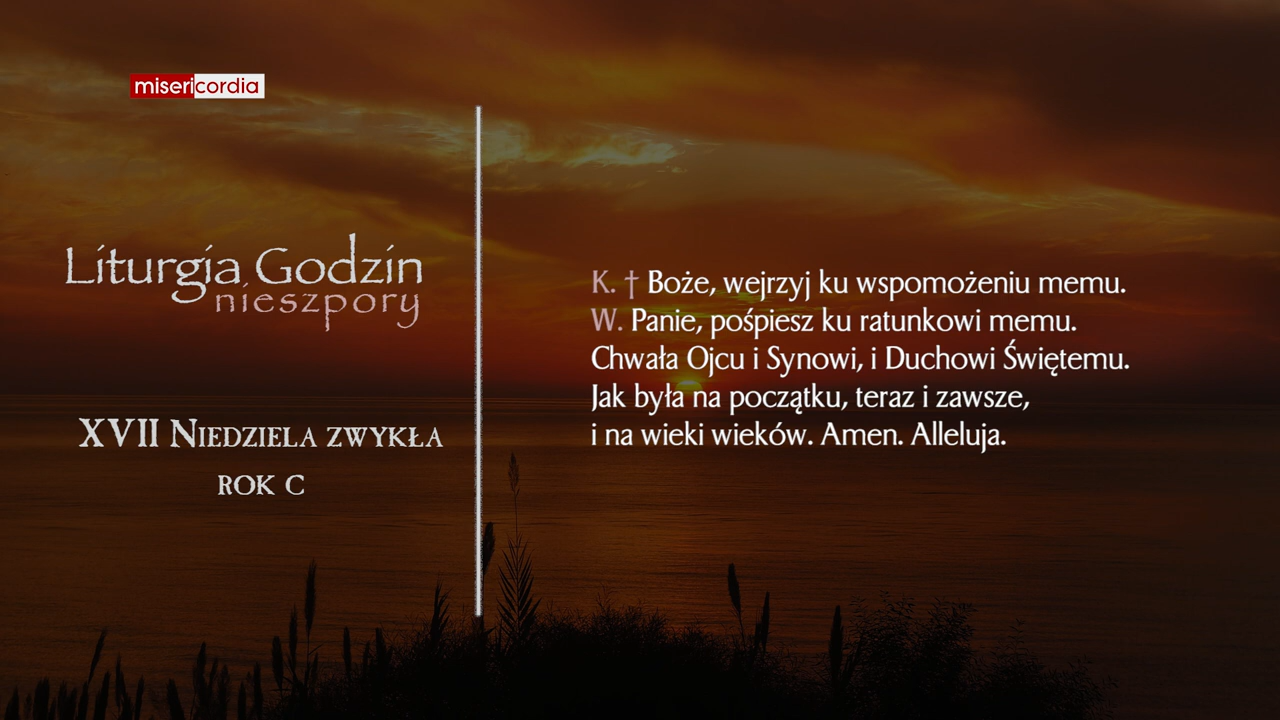 misericordia
Liturgia Godzin
nieszpory
XVII Niedziela zwykła
rok C
K. † Boże, wejrzyj ku wspomożeniu memu.
W. Panie, pośpiesz ku ratunkowi memu.
Chwała Ojcu i Synowi, i Duchowi Świętemu.
Jak była na początku, teraz i zawsze,
i na wieki wieków. Amen. Alleluja.